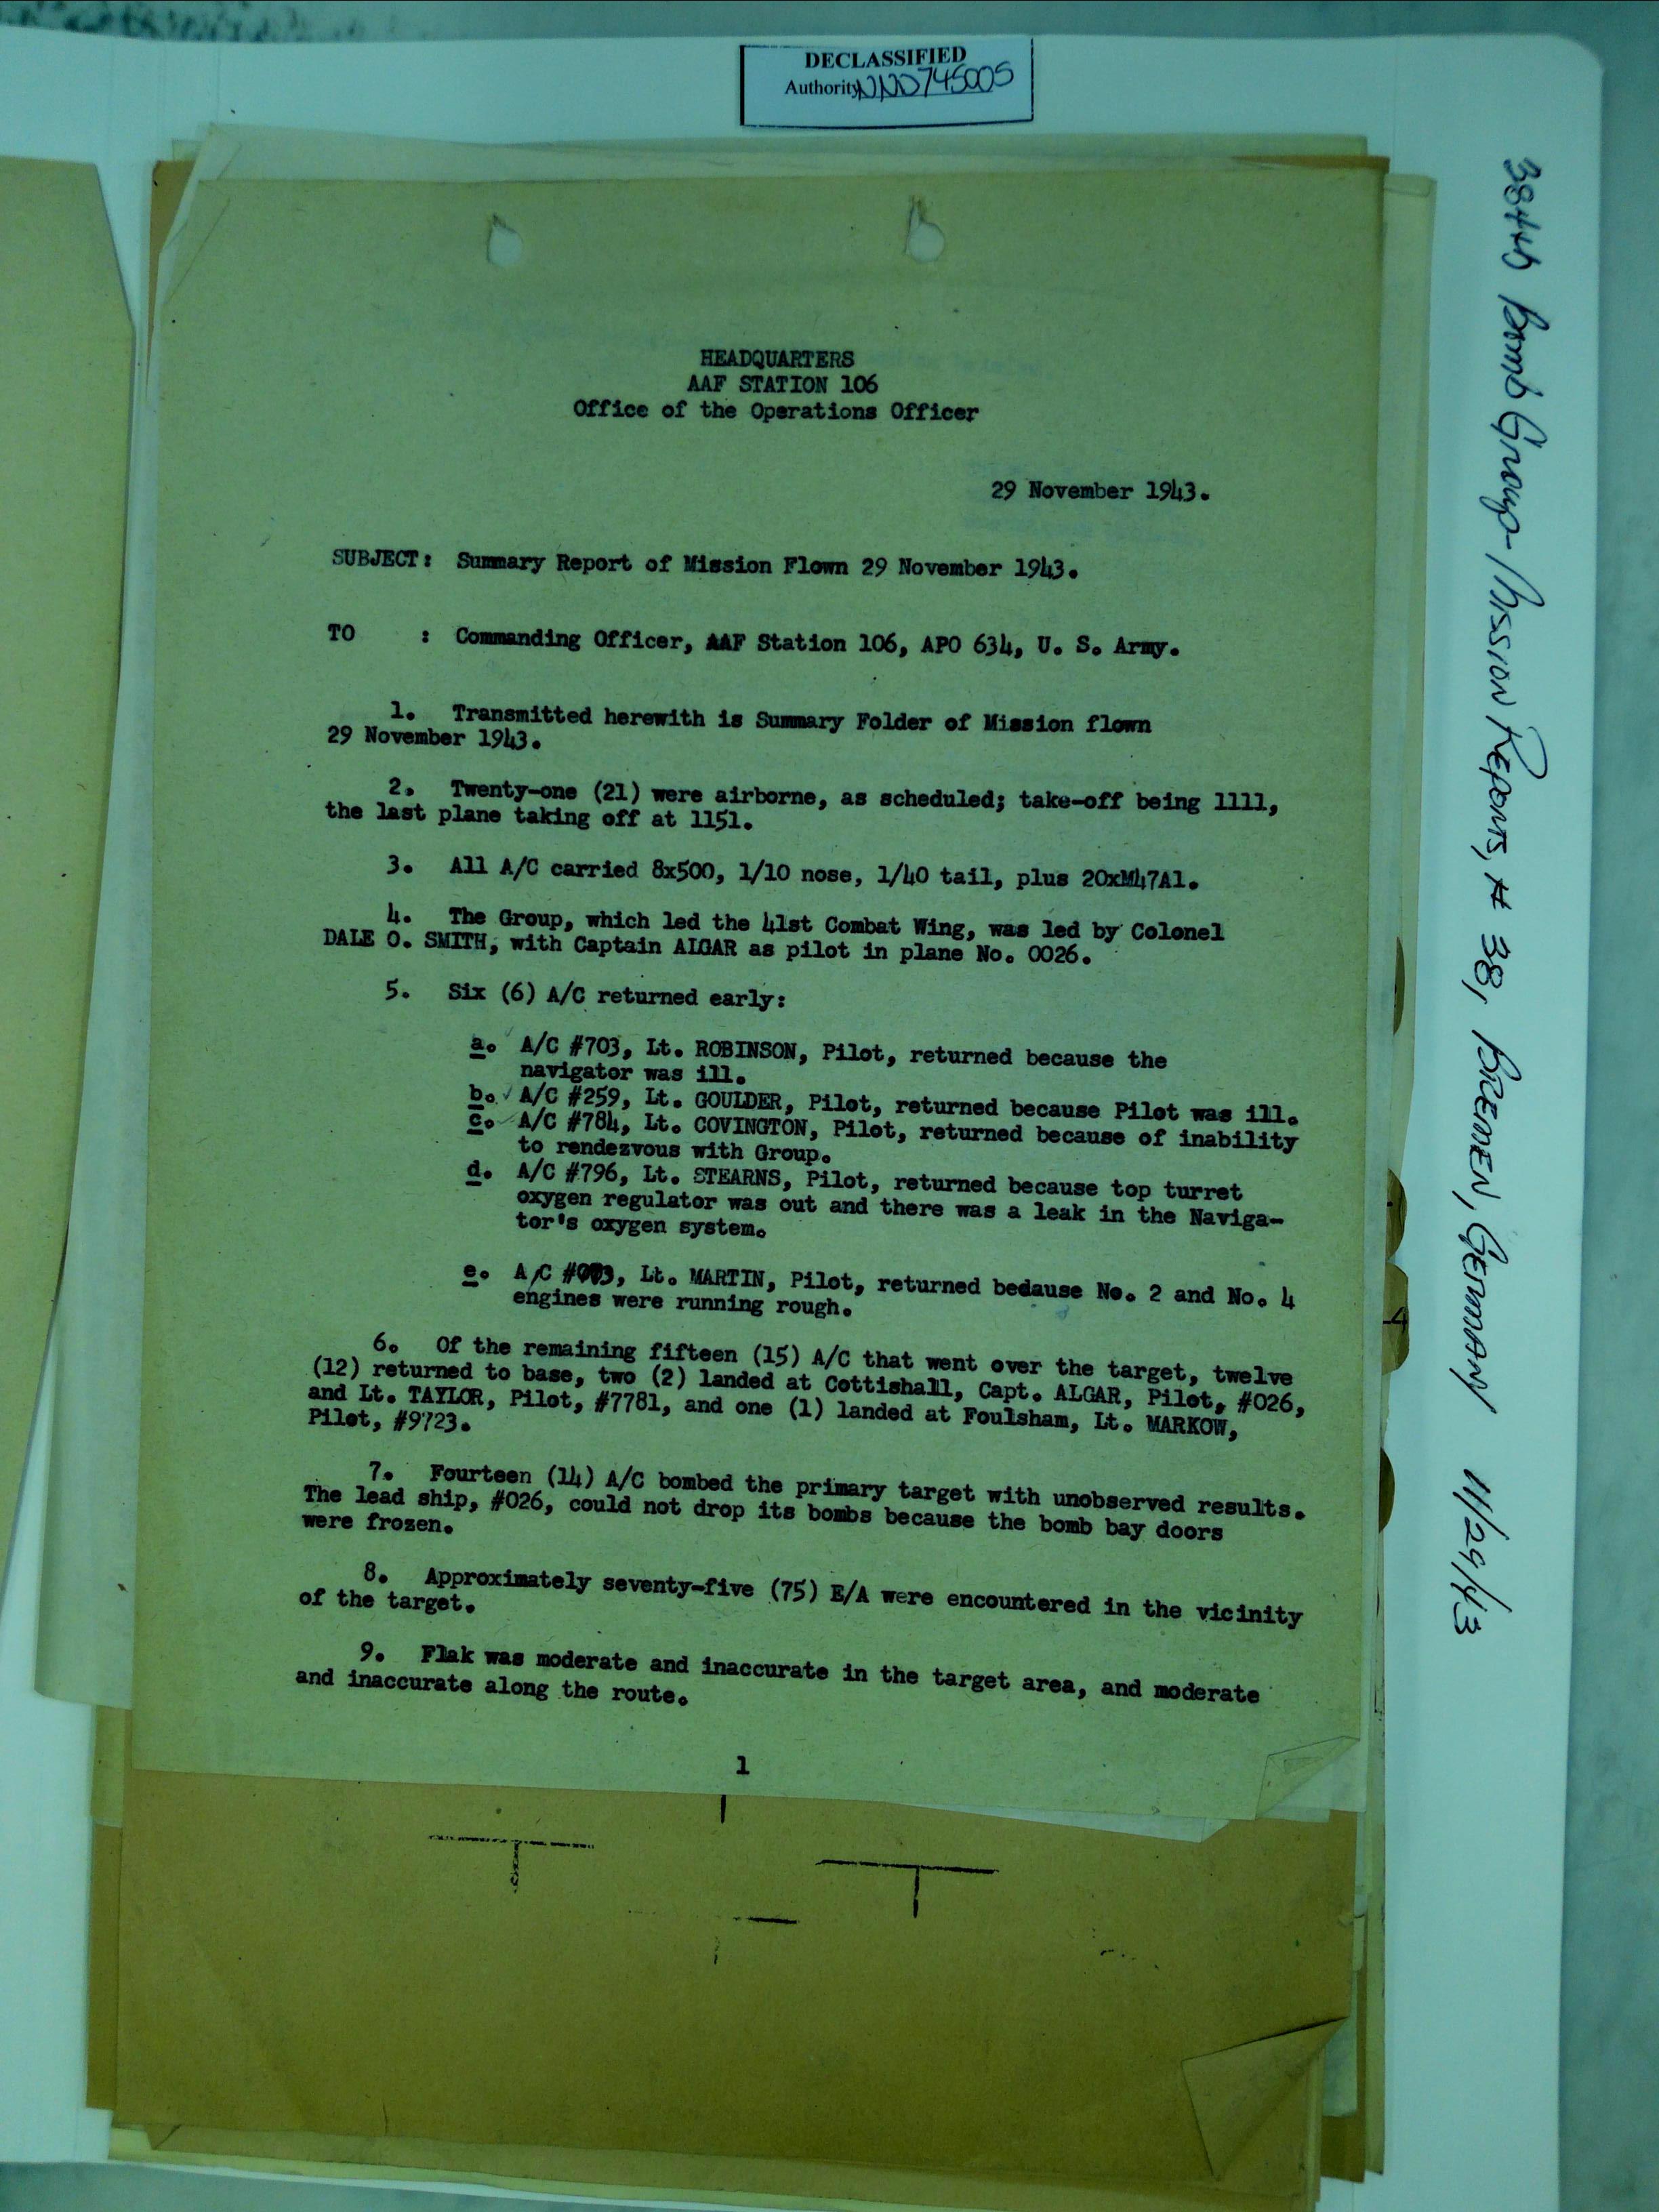 DECLASSIFIED
Authority NND745005
HEADQUARTERS
AAF STATION 106
Office of the Operations Officer
29 November 1943.
SUBJECT: Summary Report of Mission Flown 29 November 1943.
TO : Commanding Officer, AAF Station 106, APO 634, U. S. Army.
1. Transmitted herewith is Summary Folder of Mission flown
29 November 1943.
2. Twenty-one (21) were airborne, as scheduled; take-off being 1111,
the last plane taking off at 1151.
3. All A/C carried 8x500, 1/10 nose, 1/40 tail, plus 20xM47A1.
4. The Group, which led the 41st Combat Wing, was led by Colonel
DALE O. SMITH, with Captain ALGAR as pilot in plane No. 0026.
5. Six (6) A/C returned early:
a. A/C #703, Lt. ROBINSON, Pilot, returned because the
navigator was ill.
b. A/C #259, Lt. GOULDER, Pilot, returned because Pilot was ill.
c. A/C #784, Lt. COVINGTON, Pilot, returned because of inability
to rendezvous with Group.
d. A/C #796, Lt. STEARNS, Pilot, returned because top turret
oxygen regulator was out and there was a leak in the Naviga-
tor's oxygen system.
e. A/C Lt. MARTIN, Pilot, returned bedause No. 2 and No. 4
engines were running rough.
6. Of the remaining fifteen (15) A/C that went over the target, twelve
(12) returned to base, two (2) landed at Cottishall, Capt. ALGAR, Pilot, #026,
and Lt. TAYLOR, Pilot, #7781, and one (1) landed at Foulsham, Lt. MARKOW,
Pilot, #9723.
7. Fourteen (14) A/C bombed the primary target with unobserved results.
The lead ship, #026, could not drop its bombs because the bomb bay doors
were frozen.
8. Approximately seventy-five (75) E/A were encountered in the vicinity
of the target.
9. Flak was moderate and inaccurate in the target area, and moderate
and inaccurate along the route.
1
384th Bomb Group - Mission Reports, # 38, BREMEN, GERMANY 11/29/43